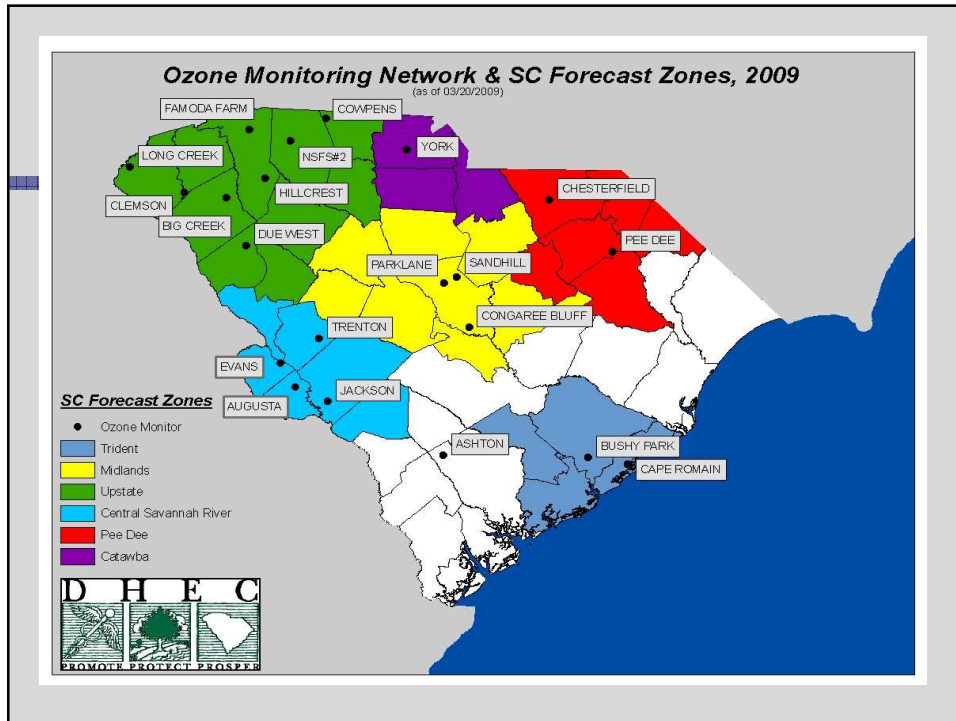 Ozone Monitoring Network & SC Forecast Zones, 2009
(as of 03/20/2009)
FAMODA FARM
COWPENS
LONG CREEK
NSFS#2
YORK
HILLCREST
CHESTERFIELD
CLEMSON
BIG CREEK
DUE WEST
PEE DEE
PARKLANE
SANDHILL
CONGAREE BLUFF
TRENTON
EVANS
JACKSON
AUGUSTA
ASHTON
BUSHY PARK
CAPE ROMAIN
SC Forecast Zones
Ozone Monitor
Trident
Midlands
Upstate
Central Savannah River
Pee Dee
Catawba
D H E C
PROMOTE PROTECT PROSPER